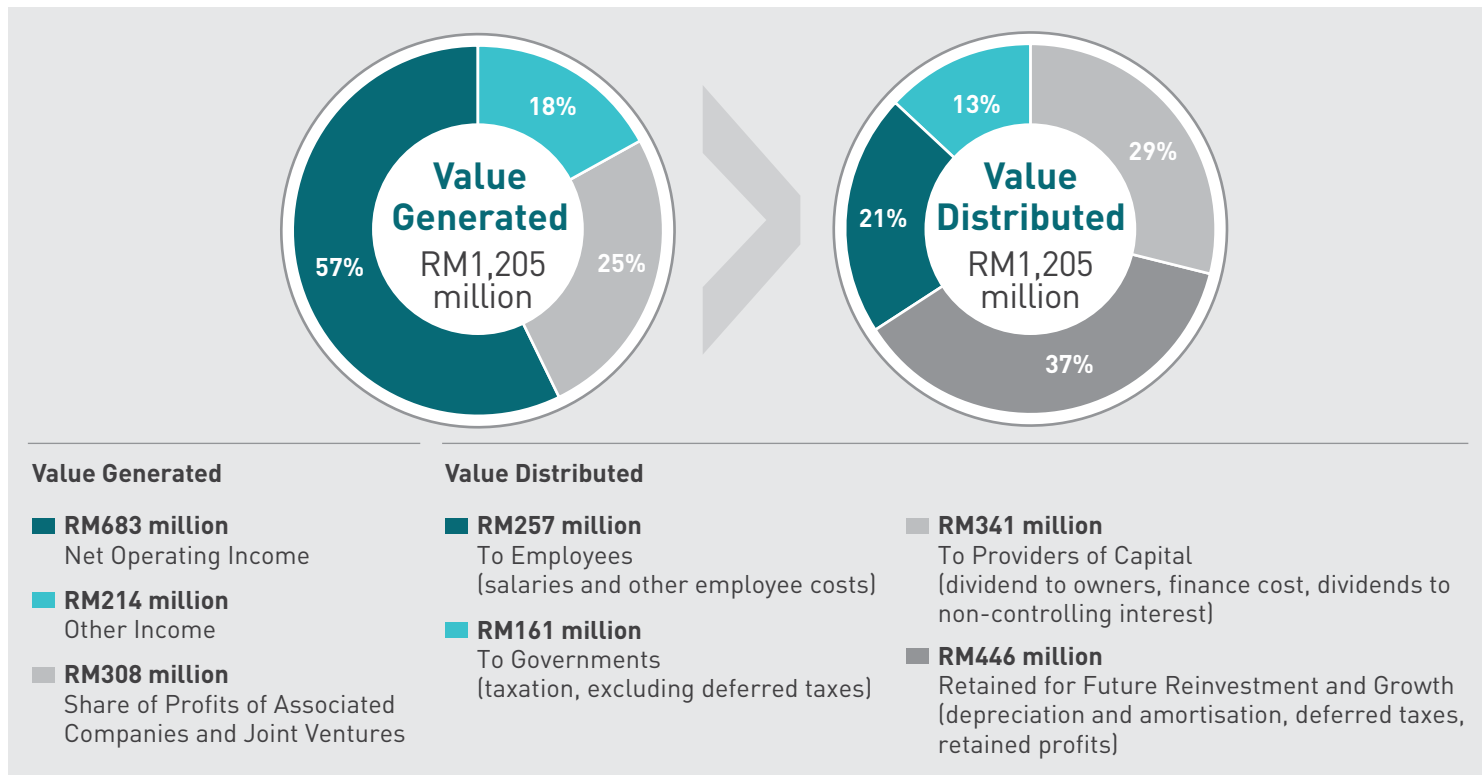 18%
25%
57%
Value
Generated
RM1,205
million
13%
29%
21%
37%
Value
Distributed
RM1,205
million
Value Generated
RM683 million
Net Operating Income
RM214 million
Other Income
RM308 million
Share of Profits of Associated
Companies and Joint Ventures
Value Distributed
RM257 million
To Employees
(salaries and other employee costs)
RM161 million
To Governments
(taxation, excluding deferred taxes)
RM341 million
To Providers of Capital
(dividend to owners, finance cost, dividends to
non-controlling interest)
RM446 million
Retained for Future Reinvestment and Growth
(depreciation and amortisation, deferred taxes,
retained profits)